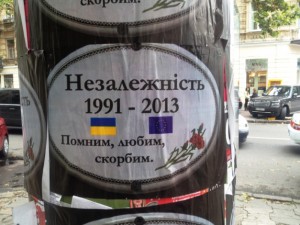 скорбим.
Незалежність
1991 - 2013
Помним, любим,
скорбим.